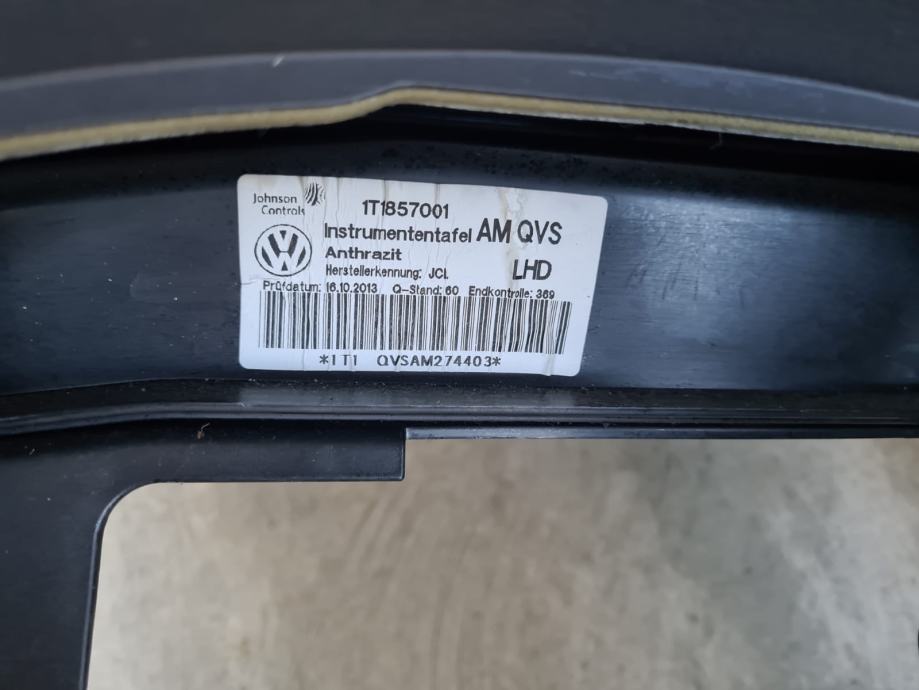 Johnson
Controls
1T1857001
Instrumententafel AM QVS
Anthrazit
Herstellerkennung: JCI. LHD
Prüfdatum: 16.10.2013 Q-Stand: 60 Endkontrolle: 369
*1T1 QVSAM274403*